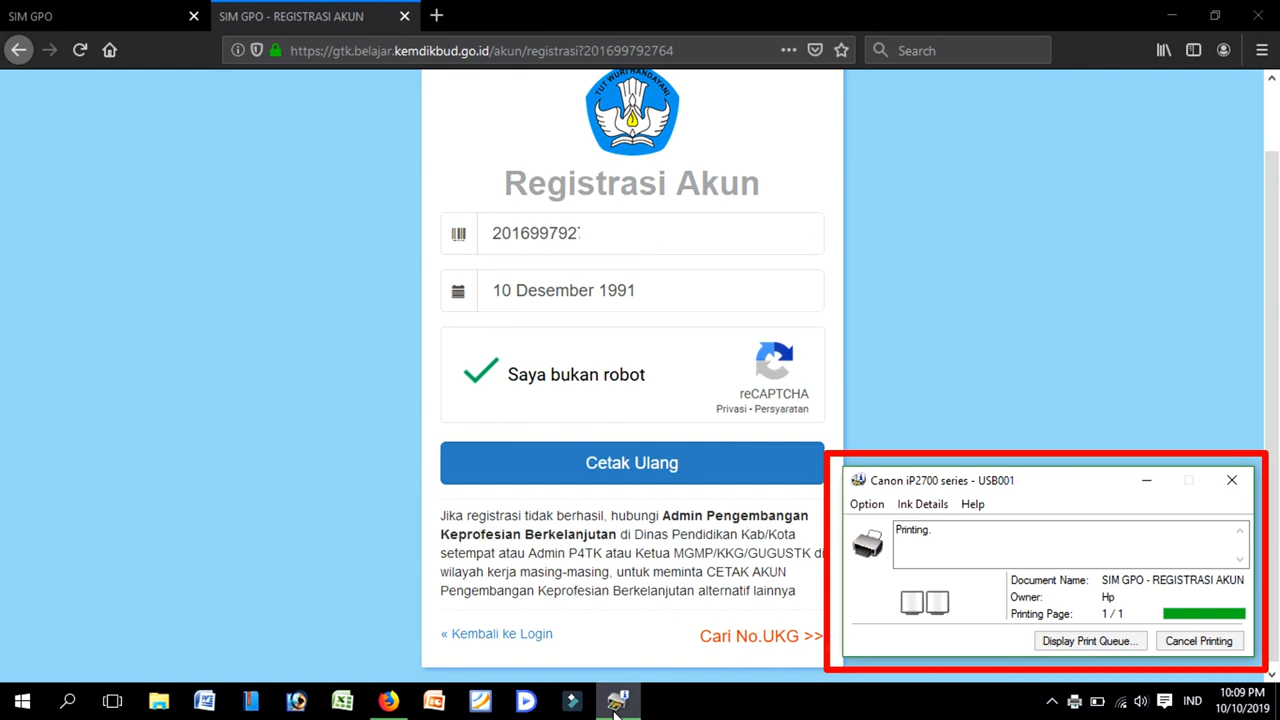 SIM GPO
SIM GPO - REGISTRASI AKUN
https://gtk.belajar.kemdikbud.go.id/akun/registrasi?201699792764
Search
TUT WURI HANDAYANI
Registrasi Akun
2016997927
10 Desember 1991
Saya bukan robot
reCAPTCHA
Privasi - Persyaratan
Cetak Ulang
Jika registrasi tidak berhasil, hubungi Admin Pengembangan
Keprofesian Berkelanjutan di Dinas Pendidikan Kab/Kota
setempat atau Admin P4TK atau Ketua MGMP/KKG/GUGUSTK di
wilayah kerja masing-masing, untuk meminta CETAK AKUN
Pengembangan Keprofesian Berkelanjutan alternatif lainnya
« Kembali ke Login
Cari No.UKG >>
Canon iP2700 series - USB001
Option Ink Details Help
Printing.
Document Name: SIM GPO - REGISTRASI AKUN
Owner: Hp
Printing Page: 1 / 1
Display Print Queue... Cancel Printing
IND
10:09 PM
10/10/2019